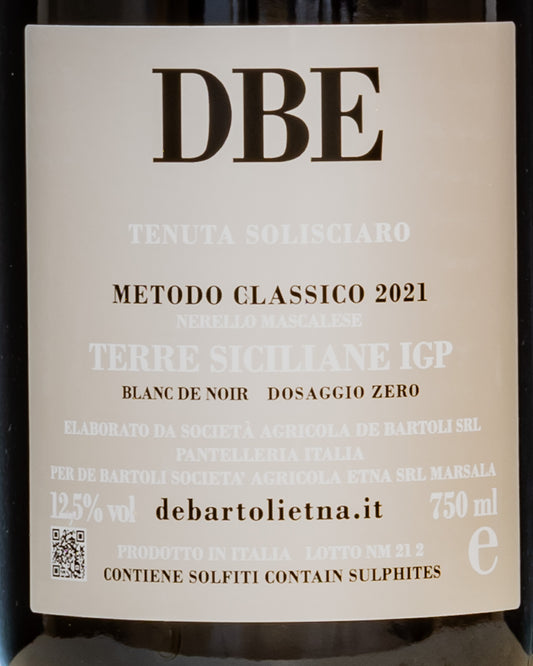 DBE
TENUTA SOLISCIARO
METODO CLASSICO 2021
NERELLO MASCALESE
TERRE SICILIANE IGP
BLANC DE NOIR DOSAGGIO ZERO
ELABORATO DA SOCIETÀ AGRICOLA DE BARTOLI SRL
PANTELLERIA ITALIA
PER DE BARTOLI SOCIETA' AGRICOLA ETNA SRL MARSALA
12,5% vol debartolietna.it 750 ml
PRODOTTO IN ITALIA LOTTO NM 21 2 e
CONTIENE SOLFITI CONTAIN SULPHITES